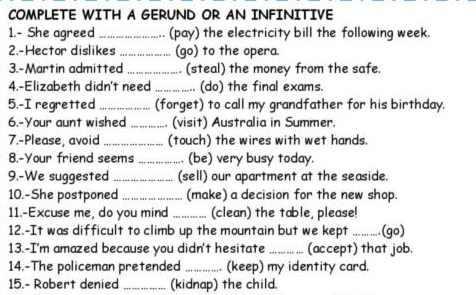 COMPLETE WITH A GERUND OR AN INFINITIVE
1.- She agreed .................... (pay) the electricity bill the following week.
2.-Hector dislikes ................ (go) to the opera.
3.-Martin admitted ................ (steal) the money from the safe.
4.-Elizabeth didn't need ............ (do) the final exams.
5.-I regretted ............... (forget) to call my grandfather for his birthday.
6.-Your aunt wished ............ (visit) Australia in Summer.
7.-Please, avoid .................. (touch) the wires with wet hands.
8.-Your friend seems .............. (be) very busy today.
9.-We suggested .................. (sell) our apartment at the seaside.
10.-She postponed .................. (make) a decision for the new shop.
11.-Excuse me, do you mind .......... (clean) the table, please!
12.-It was difficult to climb up the mountain but we kept .........(go)
13.-I'm amazed because you didn't hesitate .......... (accept) that job.
14.-The policeman pretended ............ (keep) my identity card.
15.- Robert denied .............. (kidnap) the child.